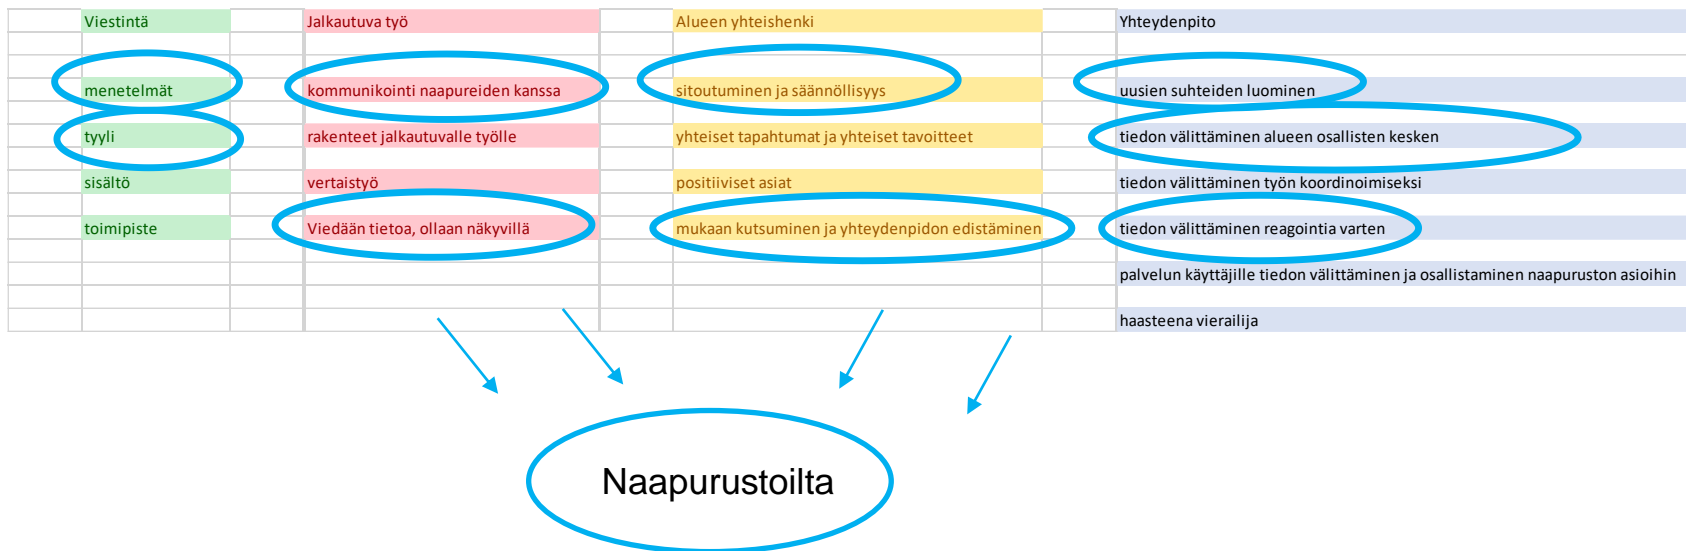 Viestintä
Jalkautuva työ
Alueen yhteishenki
Yhteydenpito
menetelmät
kommunikointi naapureiden kanssa
sitoutuminen ja säännöllisyys
uusien suhteiden luominen
tyyli
rakenteet jalkautuvalle työlle
yhteiset tapahtumat ja yhteiset tavoitteet
tiedon välittäminen alueen osallisten kesken
sisältö
vertaistyö
positiiviset asiat
tiedon välittäminen työn koordinoimiseksi
toimipiste
Viedään tietoa, ollaan näkyvillä
mukaan kutsuminen ja yhteydenpidon edistäminen
tiedon välittäminen reagointia varten
palvelun käyttäjille tiedon välittäminen ja osallistaminen naapuruston asioihin
haasteena vierailija
Naapurustoilta